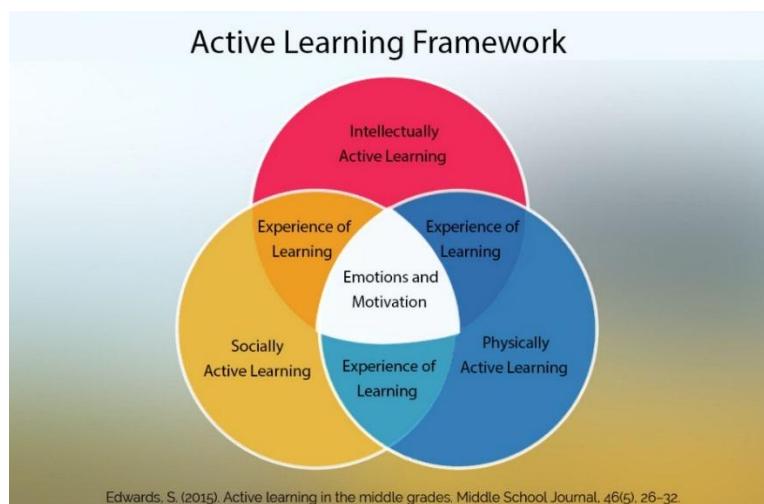 Active Learning Framework
Intellectually
Active Learning
Experience of
Learning
Experience of
Learning
Emotions and
Motivation
Socially
Active Learning
Experience of
Learning
Physically
Active Learning
Edwards, S. (2015). Active learning in the middle grades. Middle School Journal, 46(5), 26–32.